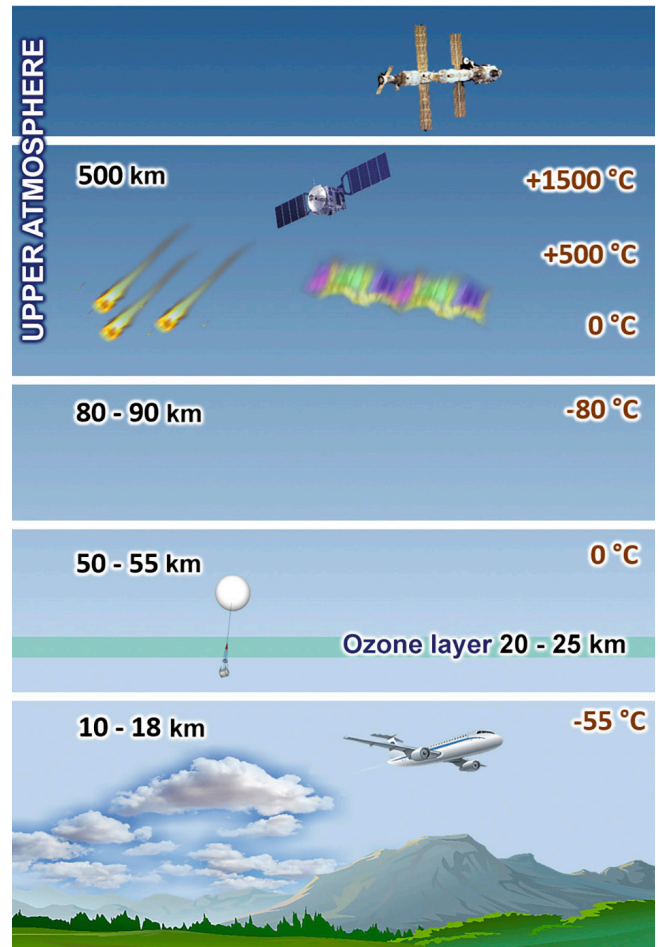 UPPER ATMOSPHERE
500 km
+1500 °C
+500 °C
0 °C
80 - 90 km
-80 °C
50 - 55 km
0 °C
Ozone layer 20 - 25 km
10 - 18 km
-55 °C